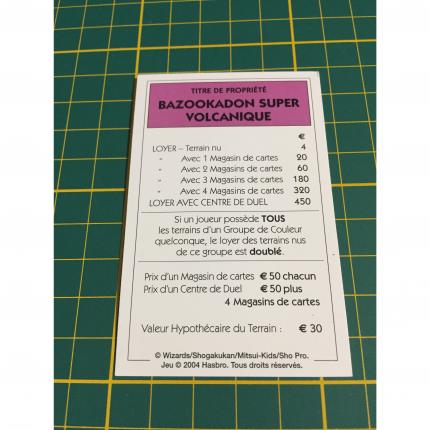 TITRE DE PROPRIÉTÉ
BAZOOKADON SUPER
VOLCANIQUE
€
LOYER – Terrain nu 4
" Avec 1 Magasin de cartes 20
" Avec 2 Magasins de cartes 60
" Avec 3 Magasins de cartes 180
" Avec 4 Magasins de cartes 320
LOYER AVEC CENTRE DE DUEL 450
Si un joueur possède TOUS
les terrains d'un Groupe de Couleur
quelconque, le loyer des terrains nus
de ce groupe est doublé.
Prix d'un Magasin de cartes € 50 chacun
Prix d'un Centre de Duel € 50 plus
4 Magasins de cartes
Valeur Hypothécaire du Terrain : € 30
© Wizards/Shogakukan/Mitsui-Kids/Sho Pro.
Jeu © 2004 Hasbro. Tous droits réservés.